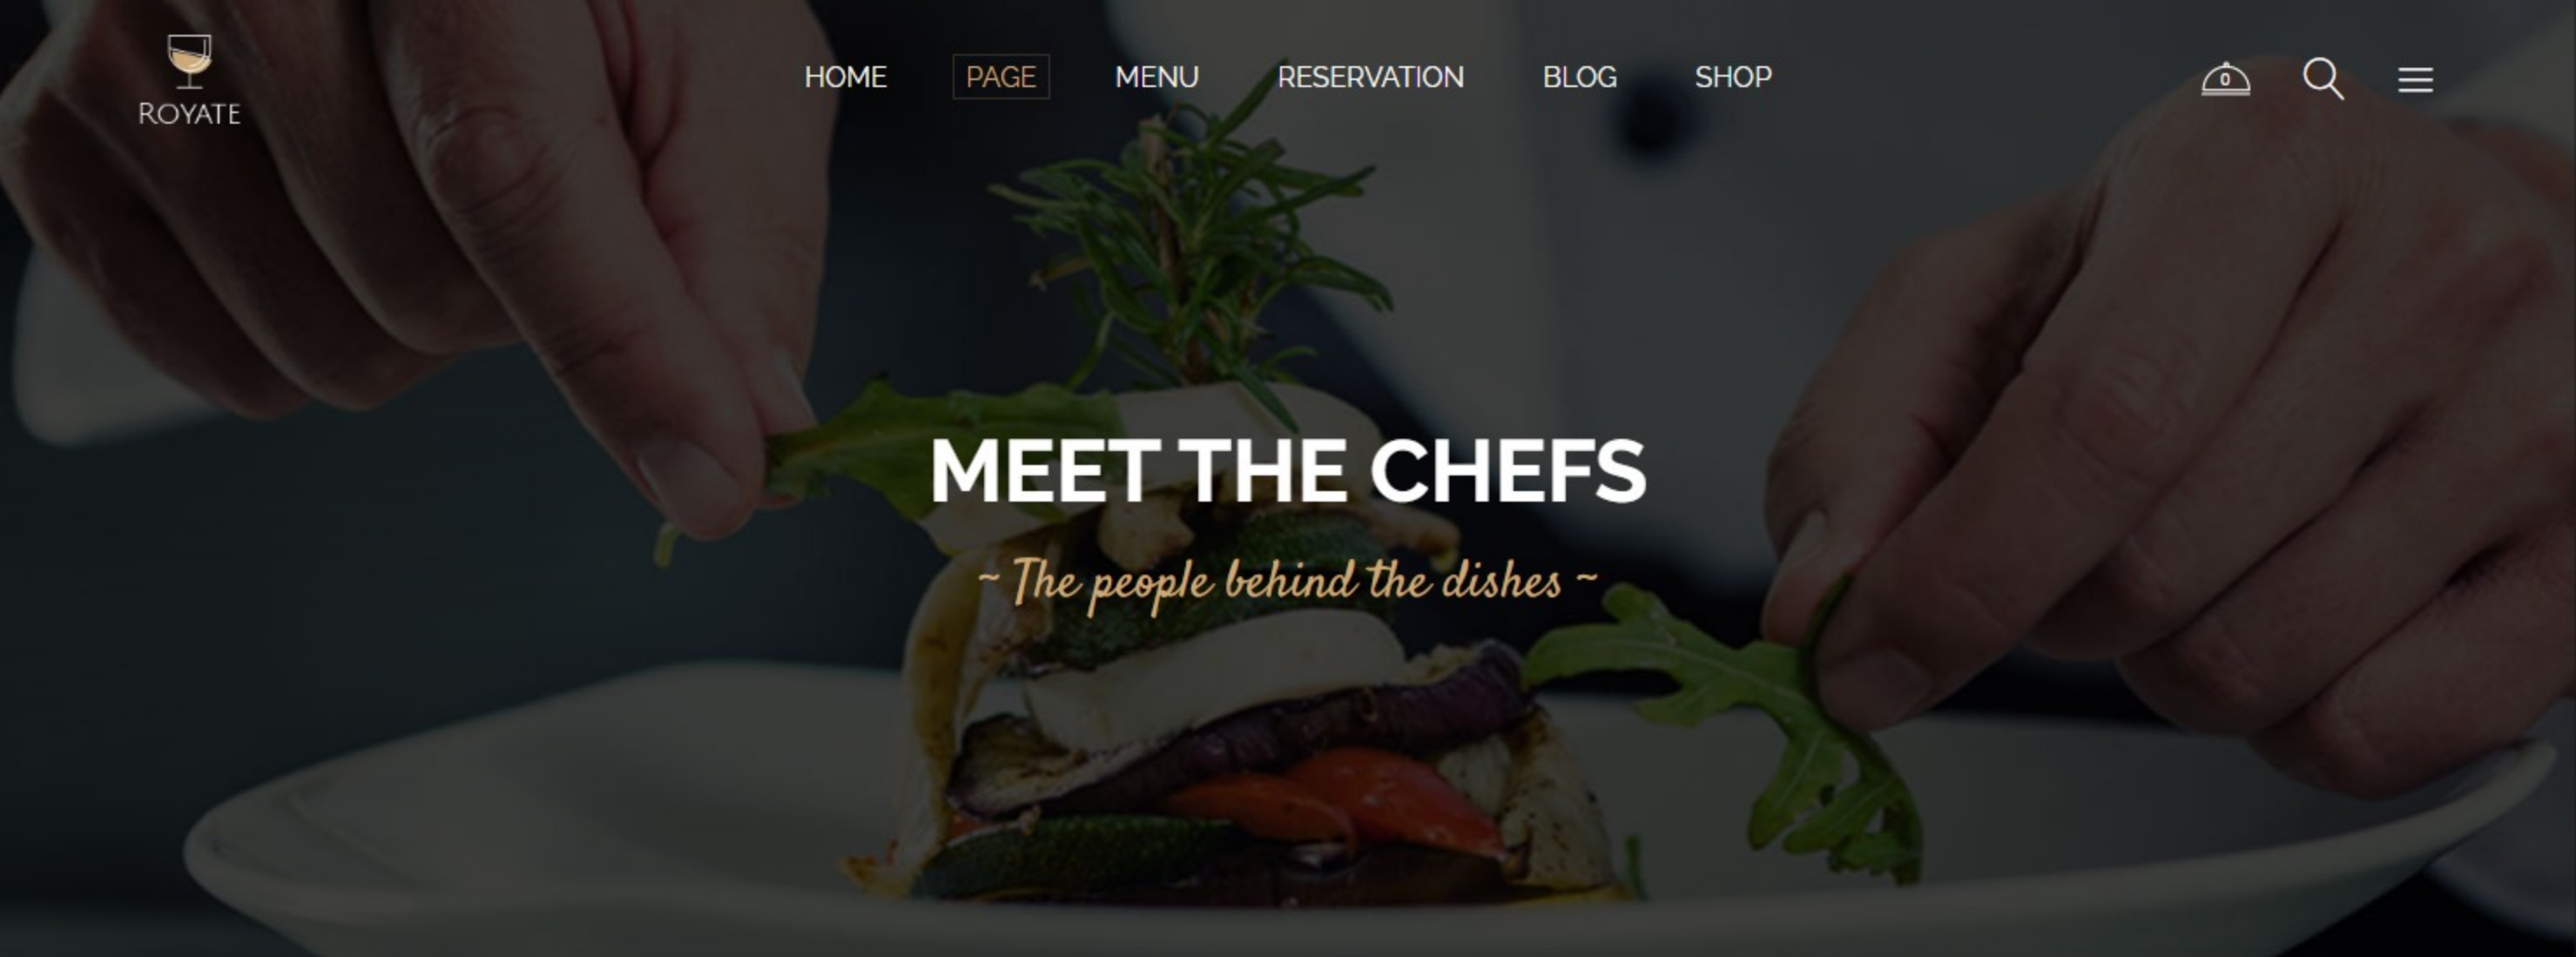 ROYATE
HOME PAGE MENU RESERVATION BLOG SHOP
0
MEET THE CHEFS
~ The people behind the dishes ~